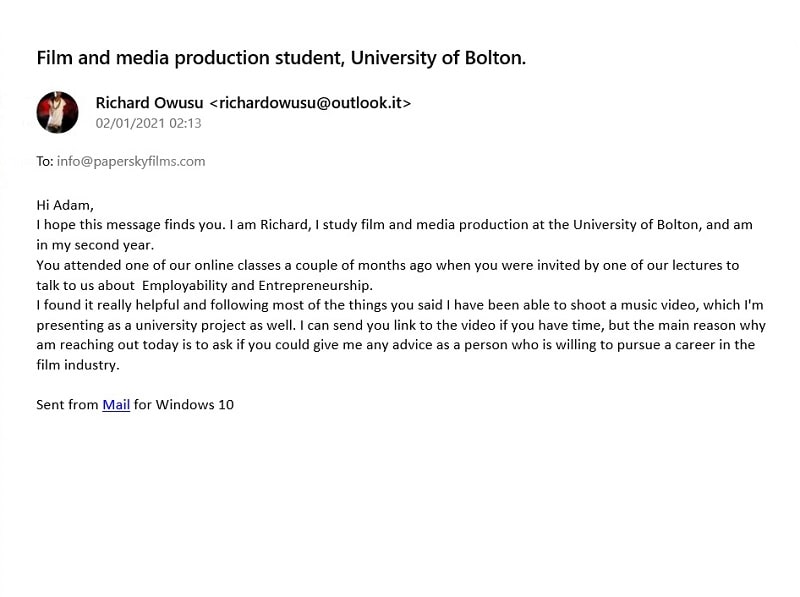 Film and media production student, University of Bolton.
Richard Owusu <richardowusu@outlook.it>
02/01/2021 02:13
To: info@paperskyfilms.com
Hi Adam,
I hope this message finds you. I am Richard, I study film and media production at the University of Bolton, and am
in my second year.
You attended one of our online classes a couple of months ago when you were invited by one of our lectures to
talk to us about  Employability and Entrepreneurship.
I found it really helpful and following most of the things you said I have been able to shoot a music video, which I'm
presenting as a university project as well. I can send you link to the video if you have time, but the main reason why
am reaching out today is to ask if you could give me any advice as a person who is willing to pursue a career in the
film industry.
Sent from Mail for Windows 10